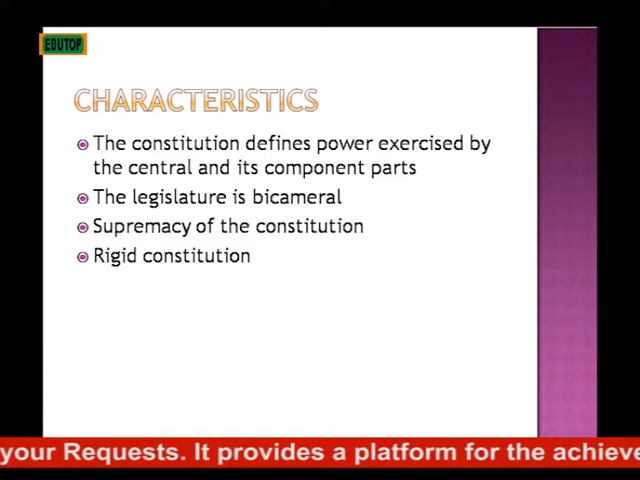 EDUTOP
CHARACTERISTICS
The constitution defines power exercised by
the central and its component parts
The legislature is bicameral
Supremacy of the constitution
Rigid constitution
your Requests. It provides a platform for the achieve